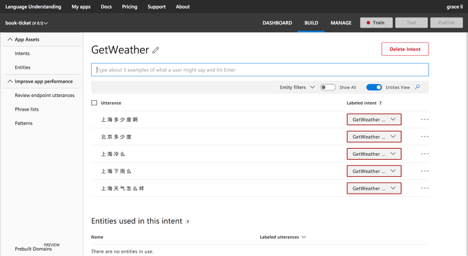 Language Understanding My apps Docs Pricing Support About grace li
book-ticket (V 0.1) DASHBOARD BUILD MANAGE Train Test Publish
App Assets
Intents
Entities
Improve app performance
Review endpoint utterances
Phrase lists
Patterns
PREVIEW
Prebuilt Domains
GetWeather
Delete Intent
Type about 5 examples of what a user might say and hit Enter
Entity filters Show All Entities View
Utterance Labeled intent ?
上 海 多 少 度 啊 GetWeather ...
北 京 多 少 度 GetWeather ...
上 海 冷 么 GetWeather ...
上 海 下 雨 么 GetWeather ...
上 海 天 气 怎 么 样 GetWeather ...
Entities used in this intent ?
Name Labeled utterances
There are no entities in use.